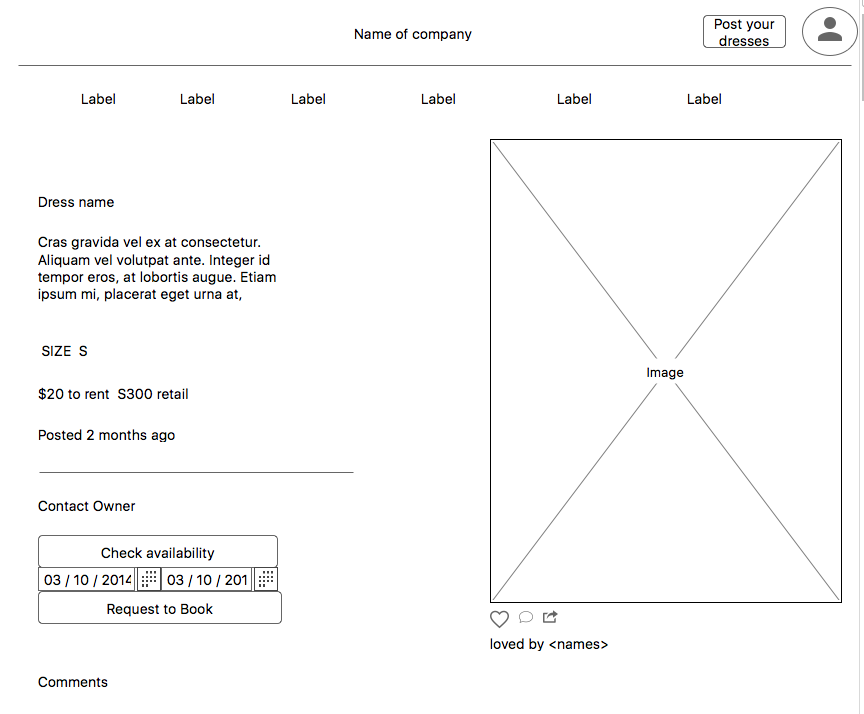 Name of company
Post your
dresses
Label Label Label Label Label Label
Dress name
Cras gravida vel ex at consectetur.
Aliquam vel volutpat ante. Integer id
tempor eros, at lobortis augue. Etiam
ipsum mi, placerat eget urna at,
SIZE S
$20 to rent S300 retail
Posted 2 months ago
Contact Owner
Check availability
03 / 10 / 2014 03 / 10 / 201
Request to Book
Comments
Image
loved by <names>